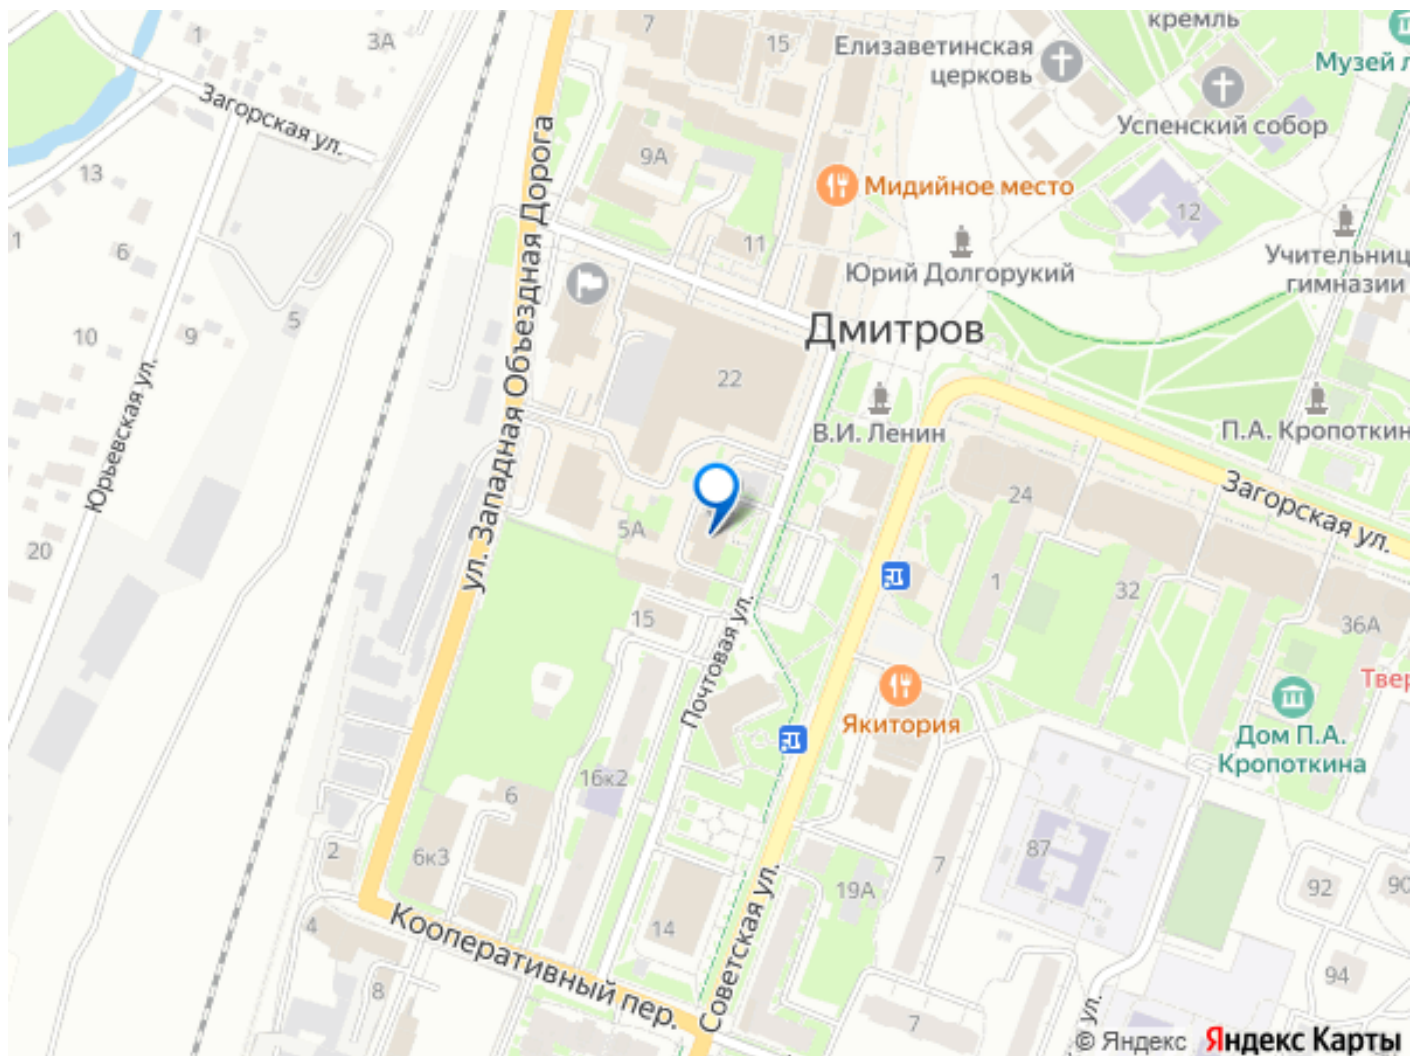 кремль
7
15
Елизаветинская
церковь
1
3А
Музей л
Загорская ул.
Успенский собор
9А
13
Мидийное место
12
1
6
11
Юрий Долгорукий
Учительниц
гимназии
ул. Западная Объездная Дорога
5
10
9
Дмитров
22
Юрьевская ул.
В.И. Ленин
П.А. Кропоткин
24
Загорская ул.
20
5А
1
32
15
36А
Почтовая ул.
Твер
Якитория
Дом П.А.
Кропоткина
16к2
6
2
6к3
87
7
19А
92
90
4
Кооперативный пер.
14
Советская ул.
94
8
7
ул.
© Яндекс Яндекс Карты